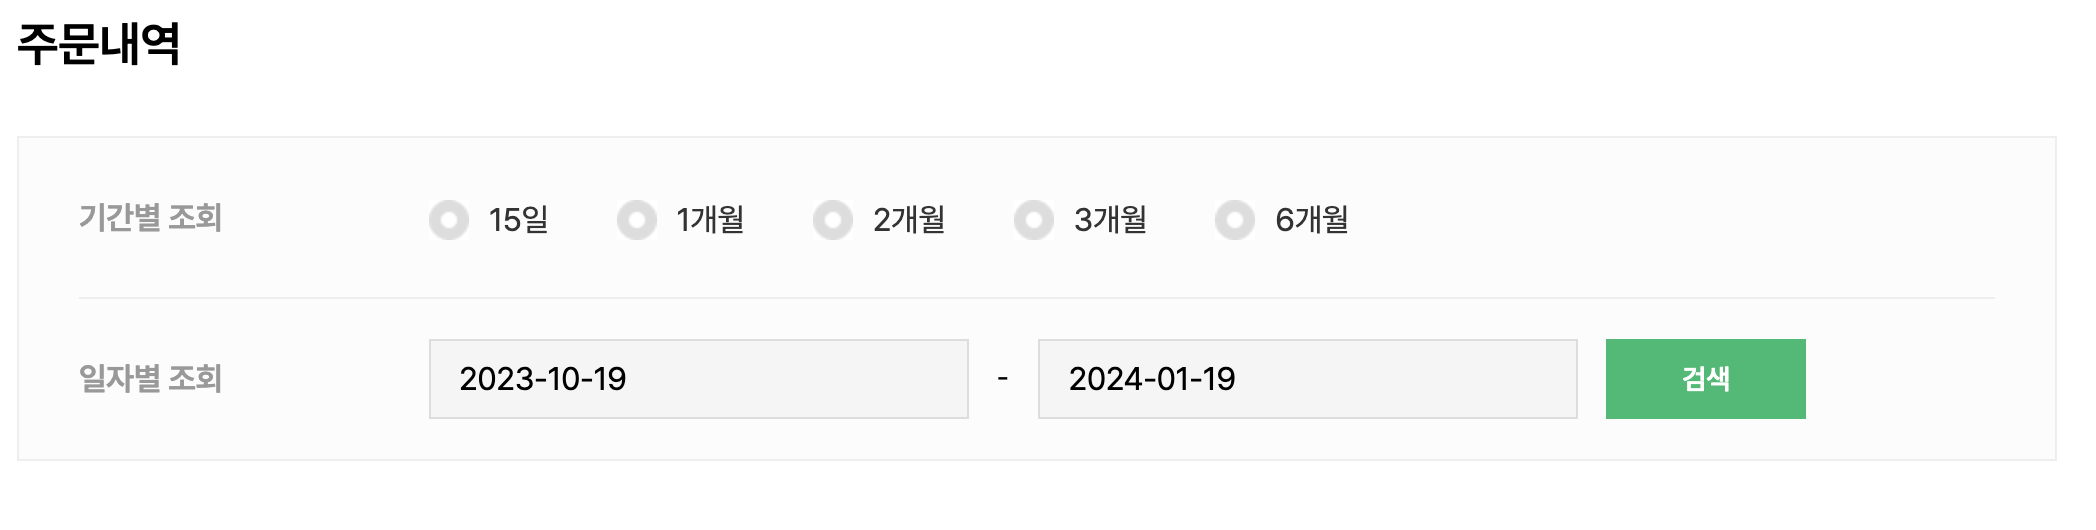 주문내역
기간별 조회 15일 1개월 2개월 3개월 6개월
일자별 조회 2023-10-19 - 2024-01-19 검색